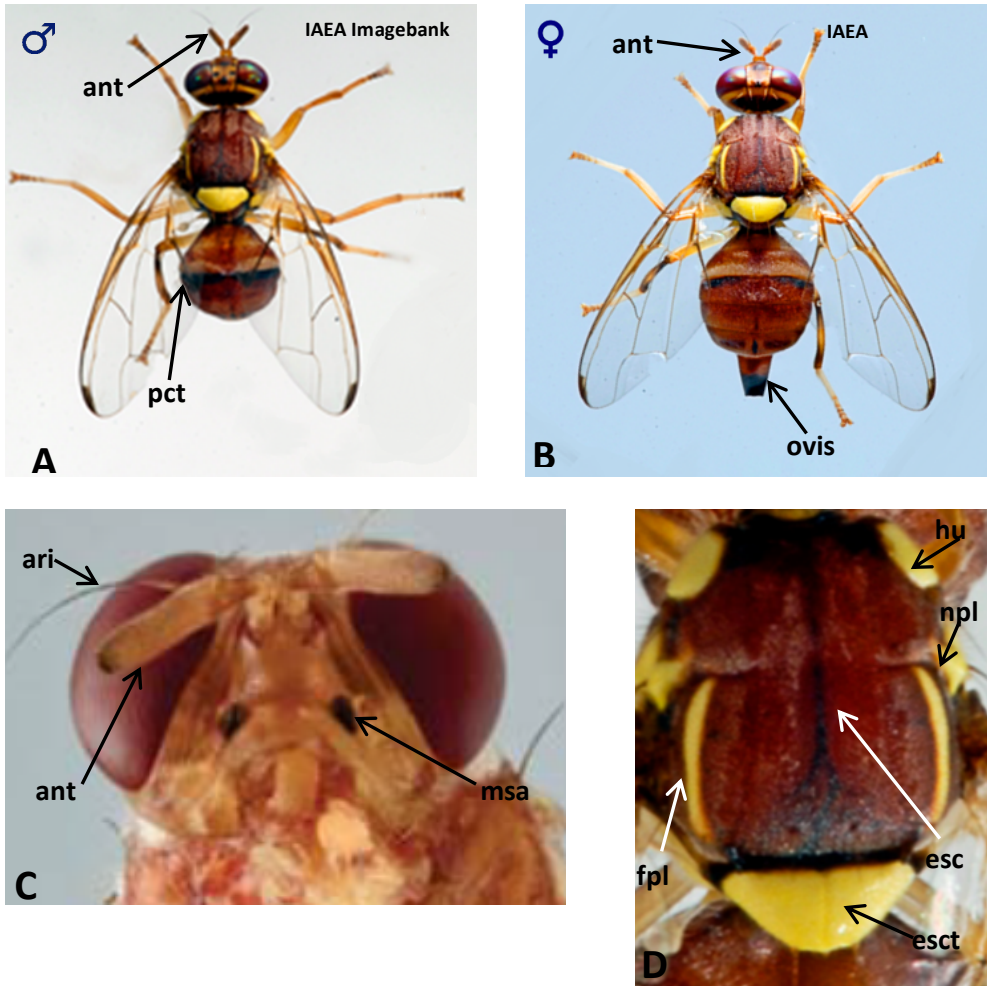 ♂ IAEA Imagebank
ant
pct
A
♀ ant IAEA
ovis
B
ari
ant
msa
C
hu
npl
fpl
esc
esct
D